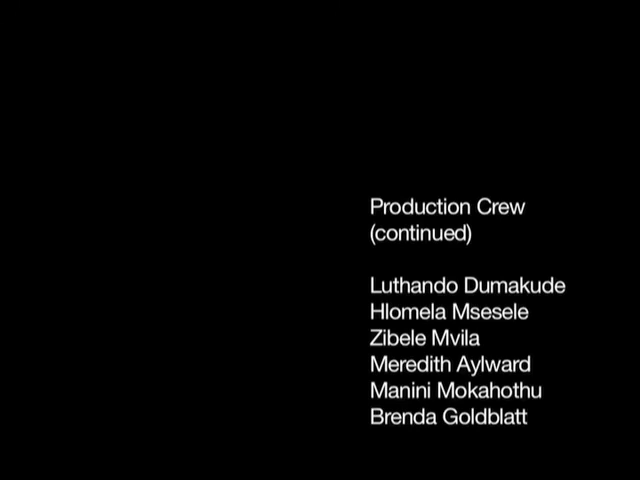 Production Crew
(continued)
Luthando Dumakude
Hlomela Msesele
Zibele Mvila
Meredith Aylward
Manini Mokahothu
Brenda Goldblatt